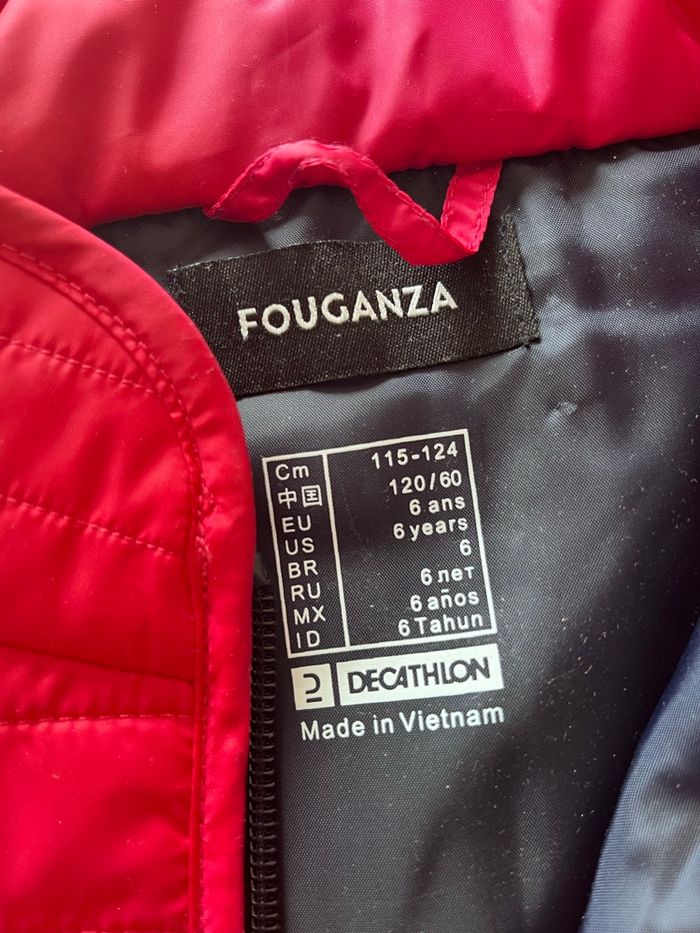 FOUGANZA
Cm 115-124
中国 120/60
EU 6 ans
US 6 years
BR 6
RU 6 лет
MX 6 años
ID 6 Tahun
DECATHLON
Made in Vietnam